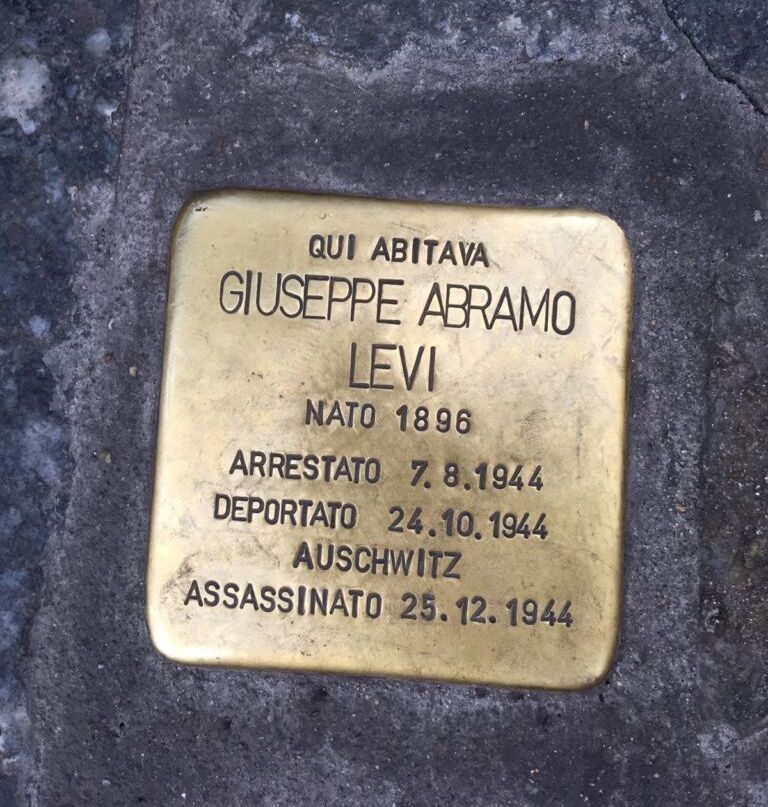 QUI ABITAVA
GIUSEPPE ABRAMO
LEVI
NATO 1896
ARRESTATO 7.8.1944
DEPORTATO 24.10.1944
AUSCHWITZ
ASSASSINATO 25.12.1944